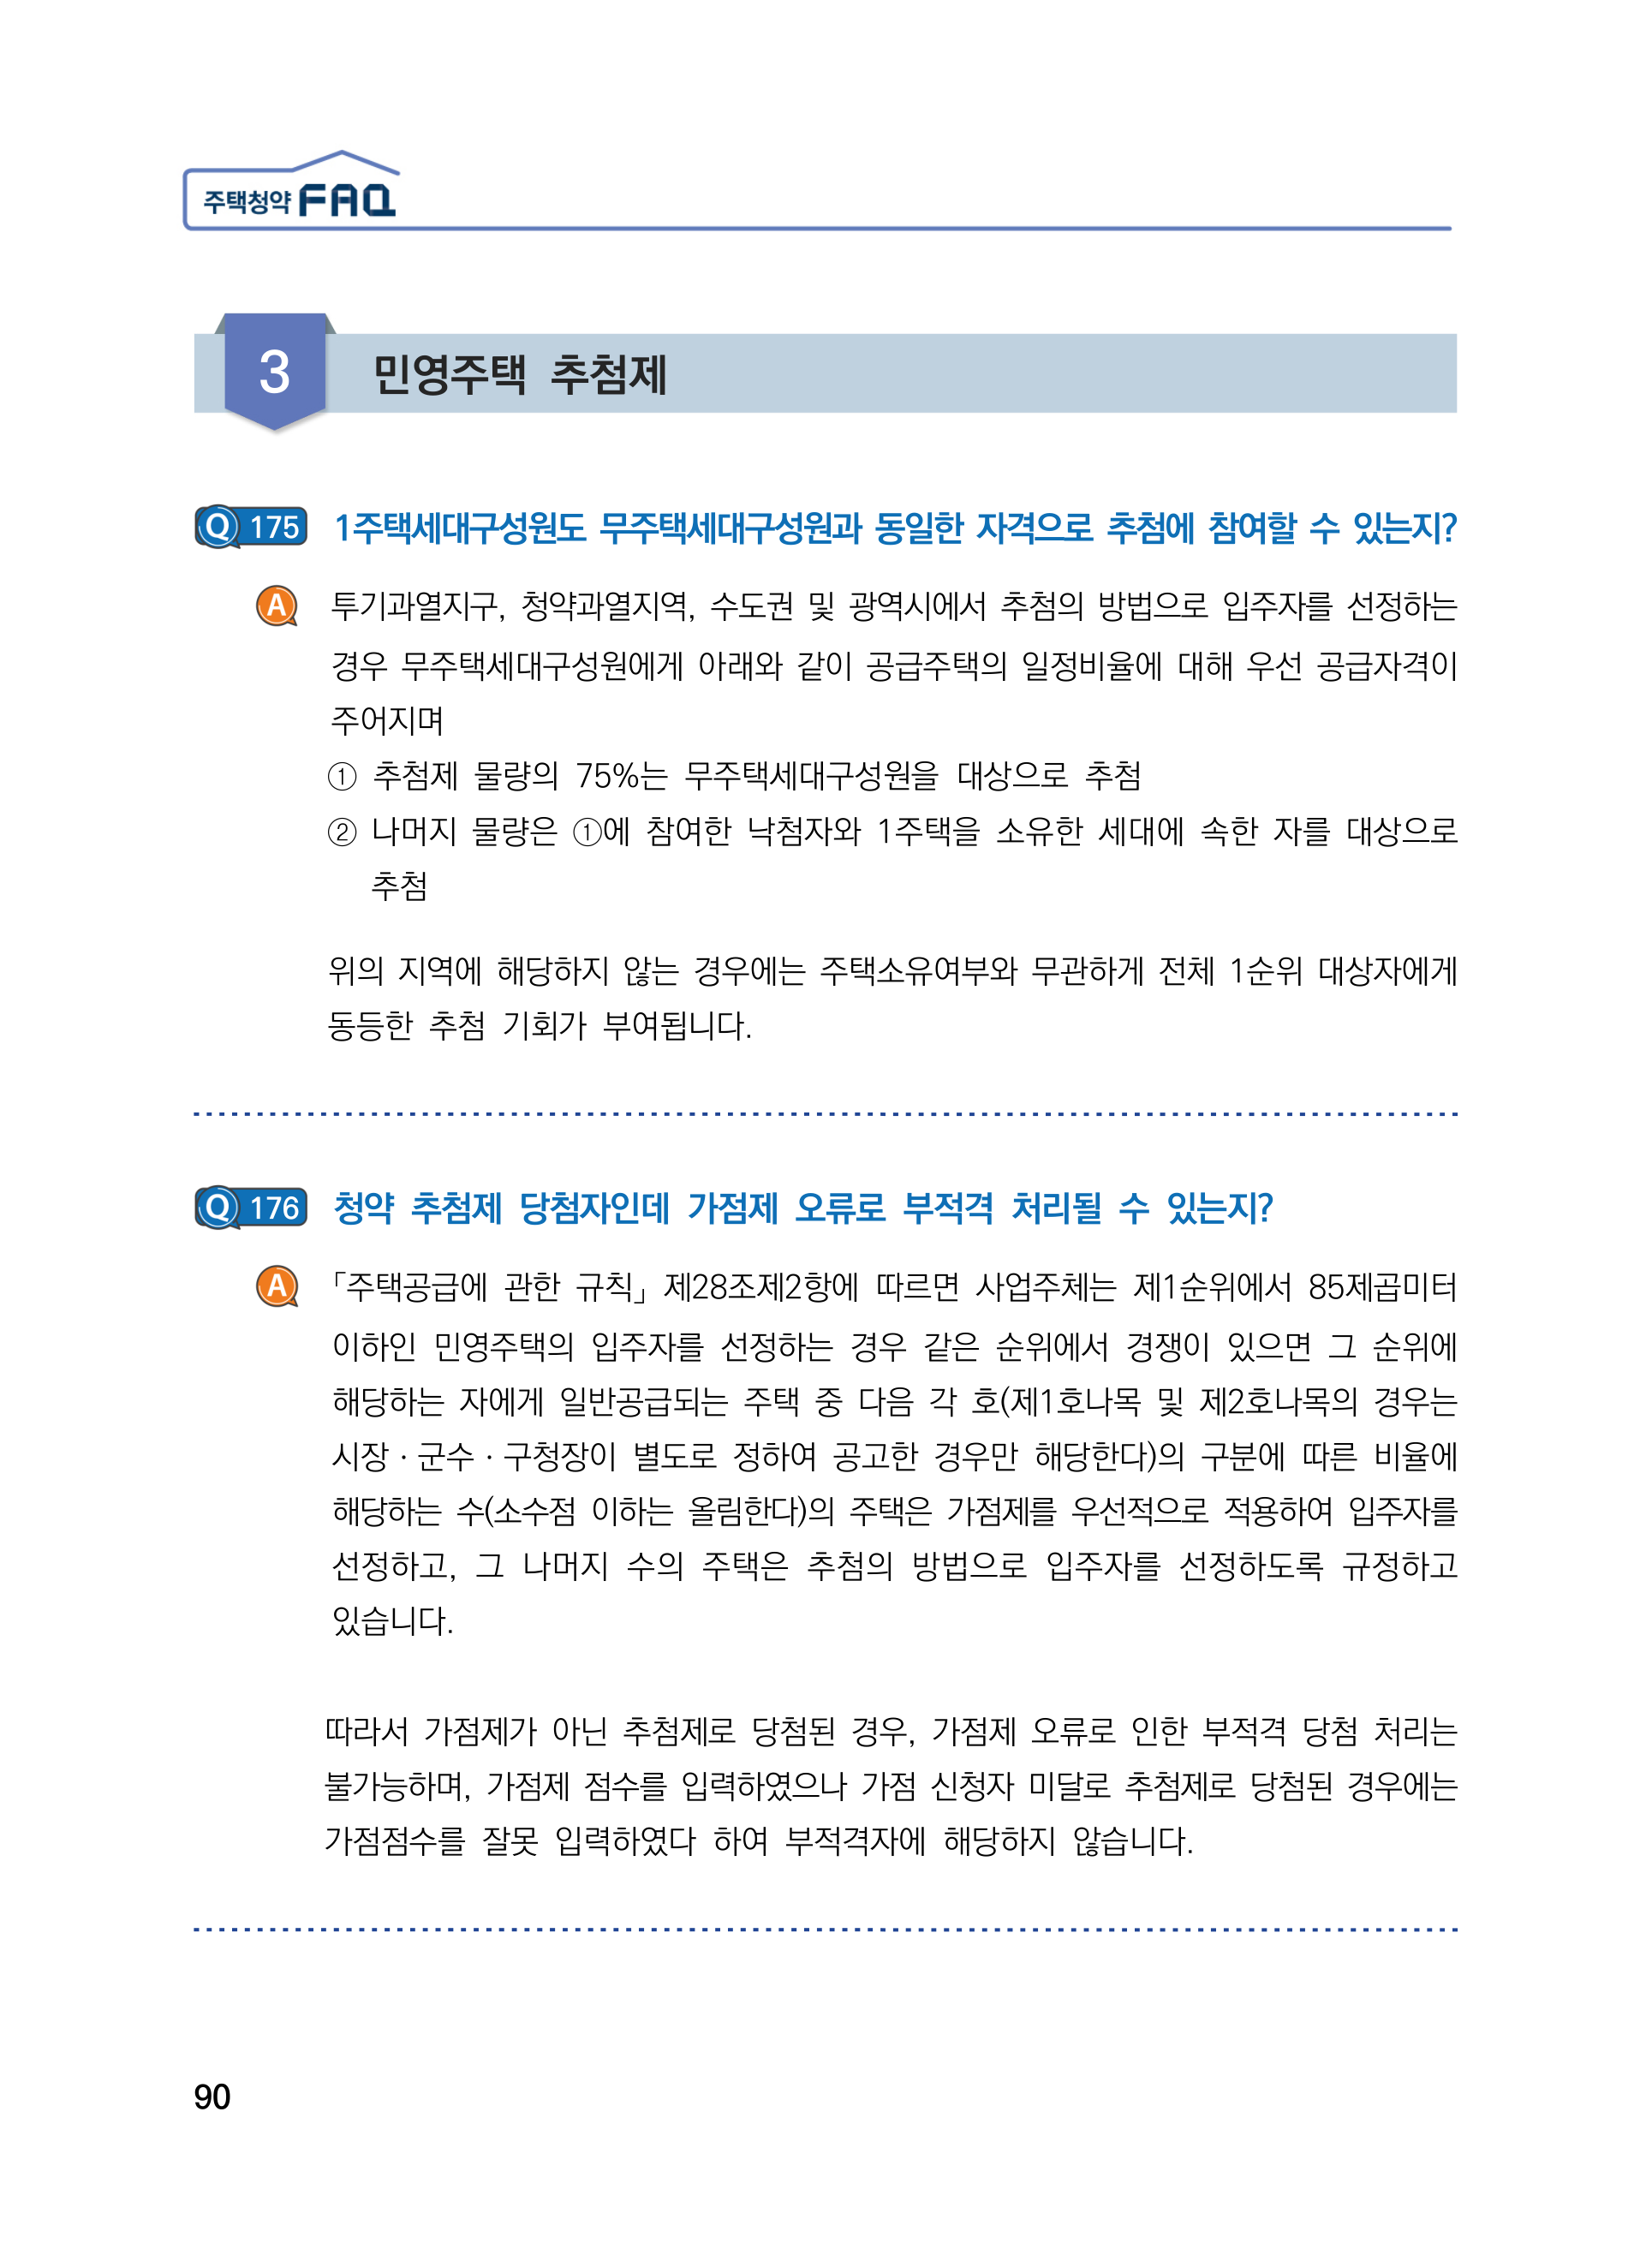 주택청약 FAQ
3 민영주택 추첨제
Q 175 1주택세대구성원도 무주택세대구성원과 동일한 자격으로 추첨에 참여할 수 있는지?
A 투기과열지구, 청약과열지역, 수도권 및 광역시에서 추첨의 방법으로 입주자를 선정하는
경우 무주택세대구성원에게 아래와 같이 공급주택의 일정비율에 대해 우선 공급자격이
주어지며
① 추첨제 물량의 75%는 무주택세대구성원을 대상으로 추첨
② 나머지 물량은 ①에 참여한 낙첨자와 1주택을 소유한 세대에 속한 자를 대상으로
추첨
위의 지역에 해당하지 않는 경우에는 주택소유여부와 무관하게 전체 1순위 대상자에게
동등한 추첨 기회가 부여됩니다.
Q 176 청약 추첨제 당첨자인데 가점제 오류로 부적격 처리될 수 있는지?
A 「주택공급에 관한 규칙」 제28조제2항에 따르면 사업주체는 제1순위에서 85제곱미터
이하인 민영주택의 입주자를 선정하는 경우 같은 순위에서 경쟁이 있으면 그 순위에
해당하는 자에게 일반공급되는 주택 중 다음 각 호(제1호나목 및 제2호나목의 경우는
시장 · 군수 · 구청장이 별도로 정하여 공고한 경우만 해당한다)의 구분에 따른 비율에
해당하는 수(소수점 이하는 올림한다)의 주택은 가점제를 우선적으로 적용하여 입주자를
선정하고, 그 나머지 수의 주택은 추첨의 방법으로 입주자를 선정하도록 규정하고
있습니다.
따라서 가점제가 아닌 추첨제로 당첨된 경우, 가점제 오류로 인한 부적격 당첨 처리는
불가능하며, 가점제 점수를 입력하였으나 가점 신청자 미달로 추첨제로 당첨된 경우에는
가점점수를 잘못 입력하였다 하여 부적격자에 해당하지 않습니다.
90